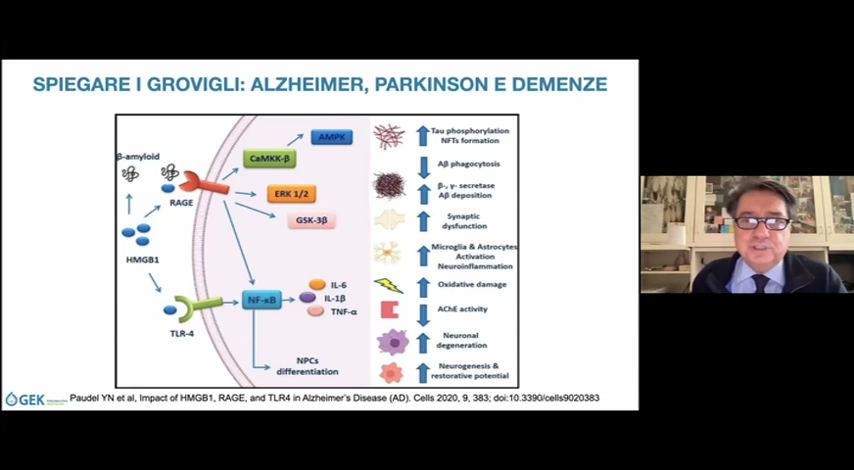 SPIEGARE I GROVIGLI: ALZHEIMER, PARKINSON E DEMENZE
β-amyloid
RAGE
HMGB1
TLR-4
CaMKK-β
AMPK
ERK 1/2
GSK-3β
NF-κB
IL-6
IL-1β
TNF-α
NPCs
differentiation
Tau phosphorylation
NFTs formation
Aβ phagocytosis
β-, γ- secretase
Aβ deposition
Synaptic
dysfunction
Microglia & Astrocytes
Activation
Neuroinflammation
Oxidative damage
AChE activity
Neuronal
degeneration
Neurogenesis &
restorative potential
GEK
Paudel YN et al, Impact of HMGB1, RAGE, and TLR4 in Alzheimer's Disease (AD). Cells 2020, 9, 383; doi:10.3390/cells9020383